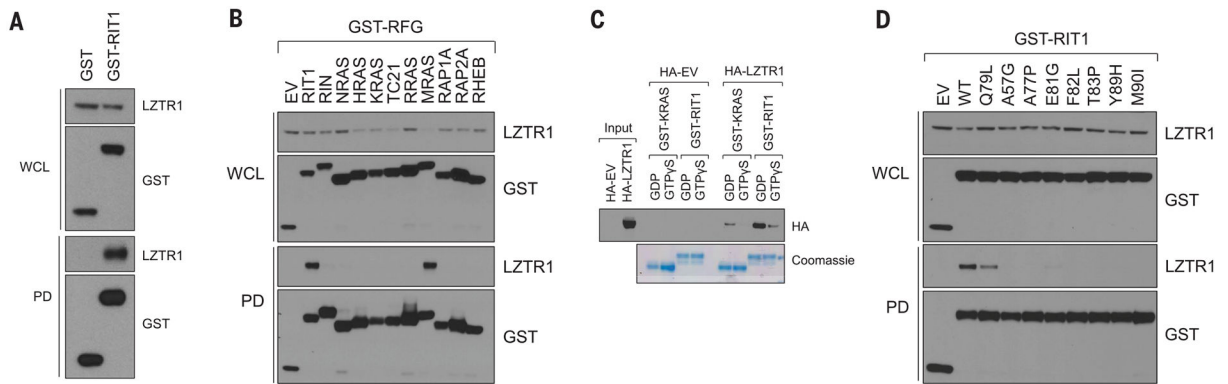 A
GST
GST-RIT1
LZTR1
WCL
GST
LZTR1
PD
GST
B
GST-RFG
EV
RIT1
RIN
NRAS
HRAS
KRAS
TC21
RRAS
MRAS
RAP1A
RAP2A
RHEB
LZTR1
WCL
GST
LZTR1
PD
GST
C
HA-EV
HA-LZTR1
GST-KRAS
GST-RIT1
GST-KRAS
GST-RIT1
Input
HA-EV
HA-LZTR1
GDP
GTPγS
GDP
GTPγS
GDP
GTPγS
GDP
GTPγS
HA
Coomassie
D
GST-RIT1
EV
WT
Q79L
A57G
A77P
E81G
F82L
T83P
Y89H
M90I
LZTR1
WCL
GST
LZTR1
PD
GST